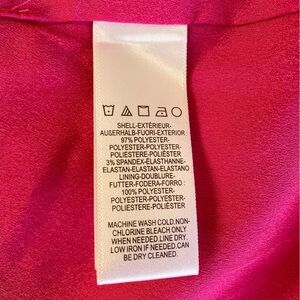 SHELL-EXTÉRIEUR-
AUßERHALB-FUORI-EXTERIOR
97% POLYESTER-
POLYESTER-POLYESTER-
POLIESTERE-POLIÉSTER
3% SPANDEX-ÉLASTHANNE-
ELASTAN-ELASTAN-ELASTANO
LINING-DOUBLURE-
FUTTER-FODERA-FORRO
100% POLYESTER-
POLYESTER-POLYESTER-
POLIESTERE-POLIÉSTER
MACHINE WASH COLD.NON-
CHLORINE BLEACH ONLY
WHEN NEEDED.LINE DRY.
LOW IRON IF NEEDED.CAN
BE DRY CLEANED.